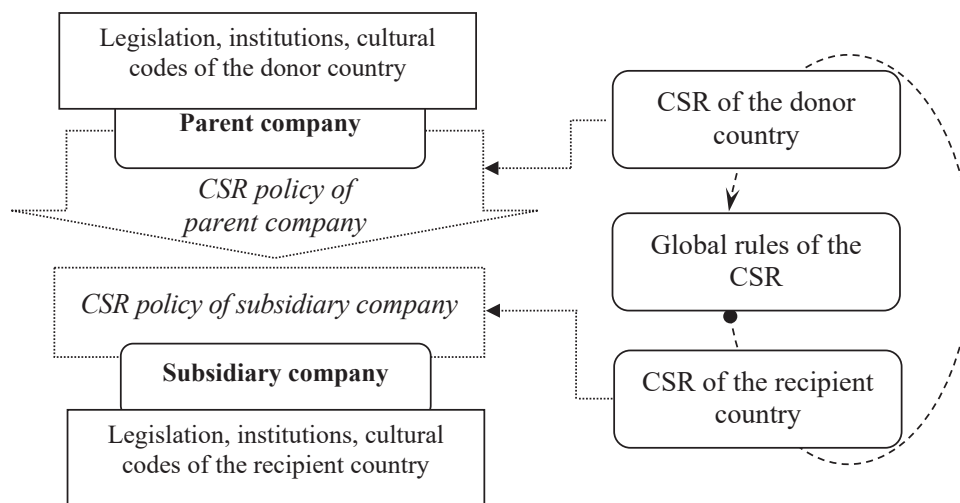 Legislation, institutions, cultural
codes of the donor country
Parent company
CSR policy of
parent company
CSR policy of subsidiary company
Subsidiary company
Legislation, institutions, cultural
codes of the recipient country
CSR of the donor
country
Global rules of the
CSR
CSR of the recipient
country